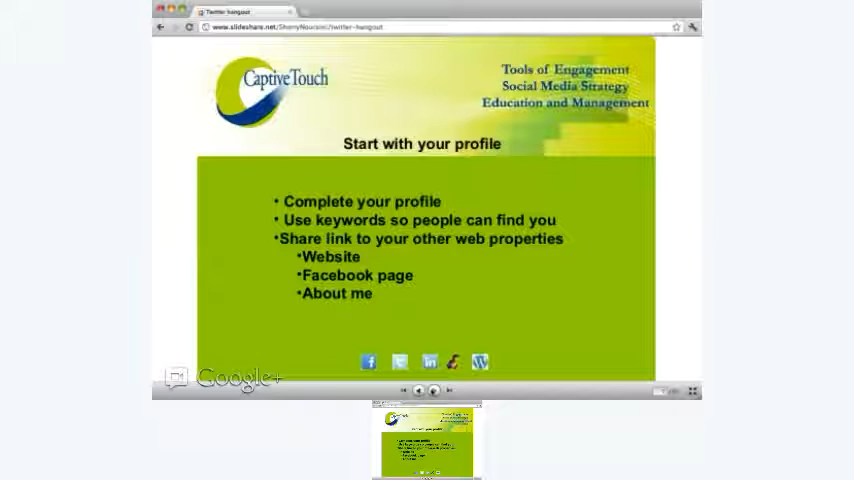 Twitter hangout
www.slideshare.net/SherryNouraini/twitter-hangout
CaptiveTouch
Tools of Engagement
Social Media Strategy
Education and Management
Start with your profile
• Complete your profile
• Use keywords so people can find you
•Share link to your other web properties
•Website
•Facebook page
•About me
Google+